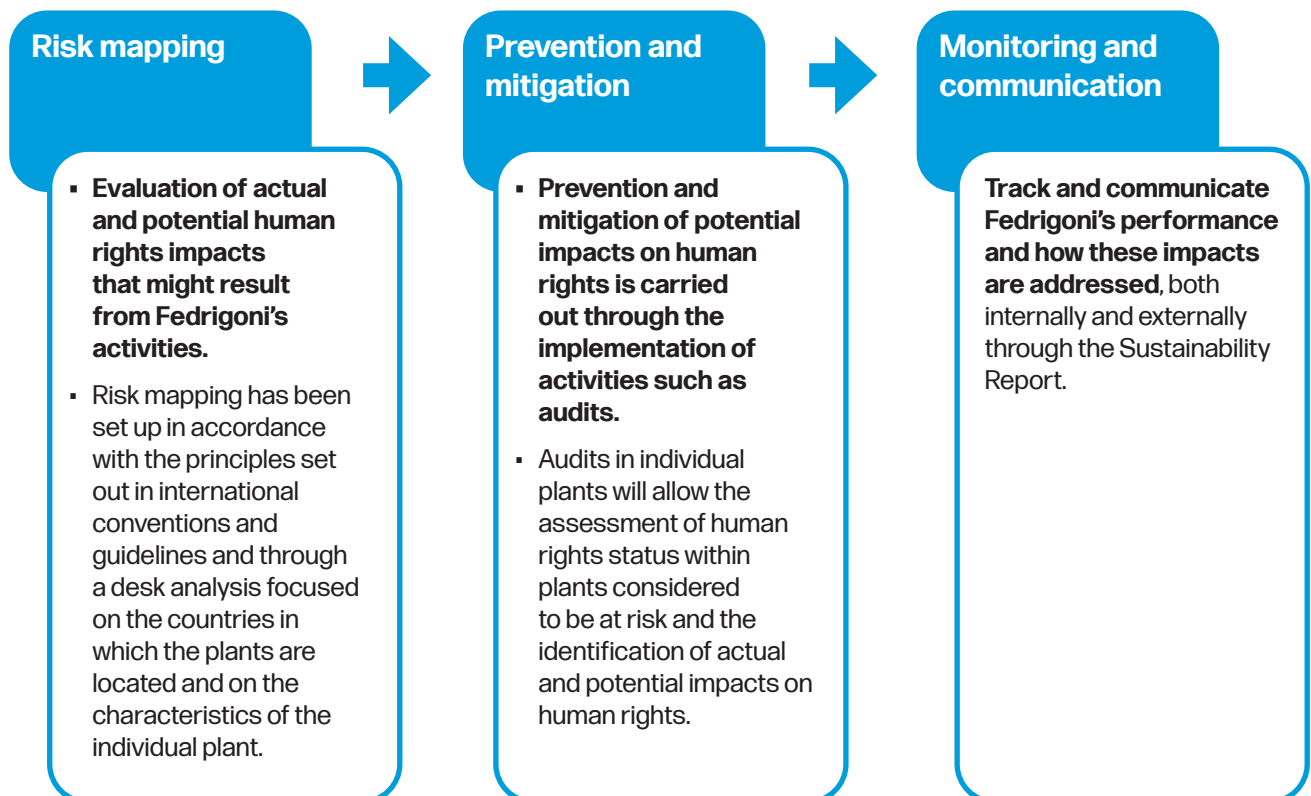 Risk mapping
▪ Evaluation of actual
and potential human
rights impacts
that might result
from Fedrigoni’s
activities.
▪ Risk mapping has been
set up in accordance
with the principles set
out in international
conventions and
guidelines and through
a desk analysis focused
on the countries in
which the plants are
located and on the
characteristics of the
individual plant.
Prevention and
mitigation
▪ Prevention and
mitigation of potential
impacts on human
rights is carried
out through the
implementation of
activities such as
audits.
▪ Audits in individual
plants will allow the
assessment of human
rights status within
plants considered
to be at risk and the
identification of actual
and potential impacts on
human rights.
Monitoring and
communication
Track and communicate
Fedrigoni’s performance
and how these impacts
are addressed, both
internally and externally
through the Sustainability
Report.